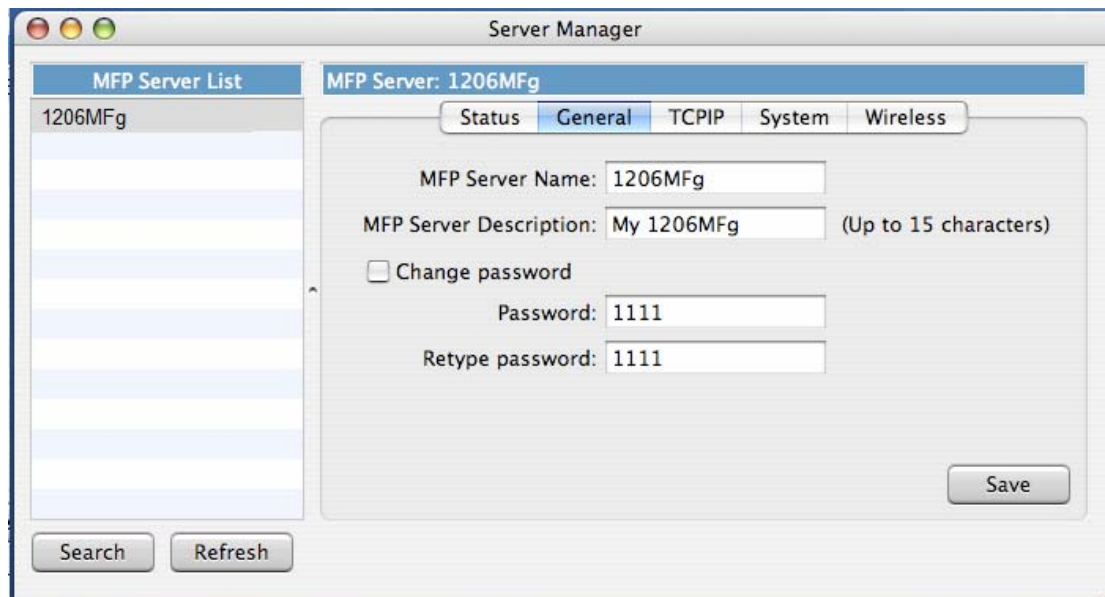 Server Manager
MFP Server List
1206MFg
Search Refresh
MFP Server: 1206MFg
Status General TCPIP System Wireless
MFP Server Name: 1206MFg
MFP Server Description: My 1206MFg (Up to 15 characters)
Change password
Password: 1111
Retype password: 1111
Save